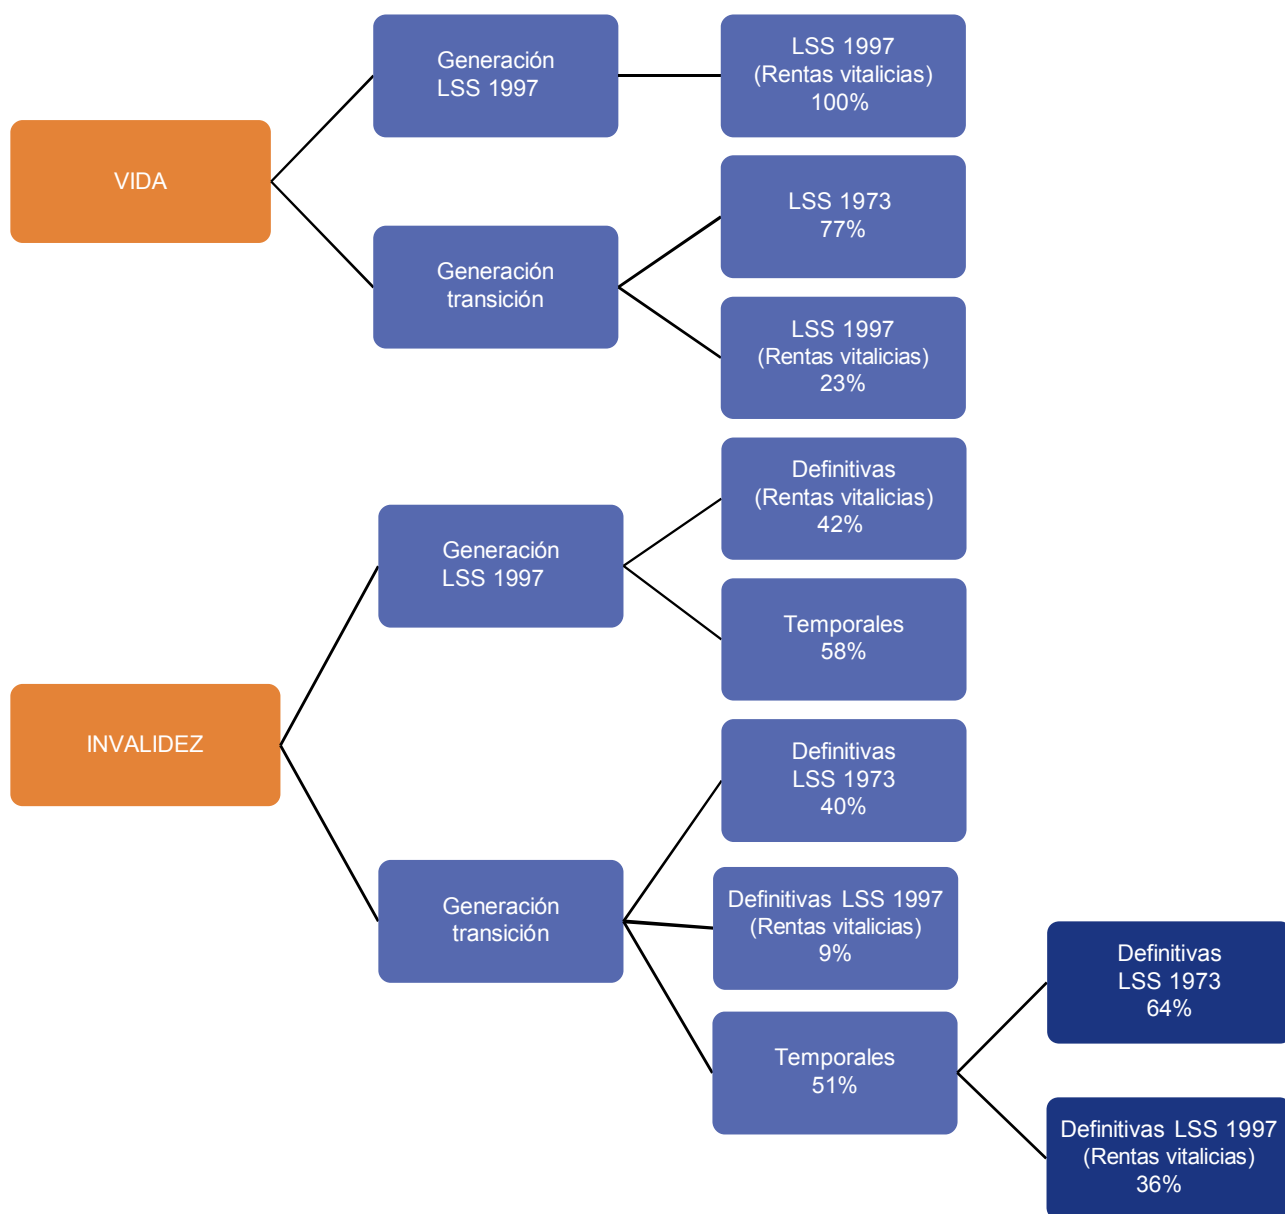 VIDA
Generación
LSS 1997
LSS 1997
(Rentas vitalicias)
100%
Generación
transición
LSS 1973
77%
LSS 1997
(Rentas vitalicias)
23%
INVALIDEZ
Generación
LSS 1997
Definitivas
(Rentas vitalicias)
42%
Temporales
58%
Generación
transición
Definitivas
LSS 1973
40%
Definitivas LSS 1997
(Rentas vitalicias)
9%
Temporales
51%
Definitivas
LSS 1973
64%
Definitivas LSS 1997
(Rentas vitalicias)
36%